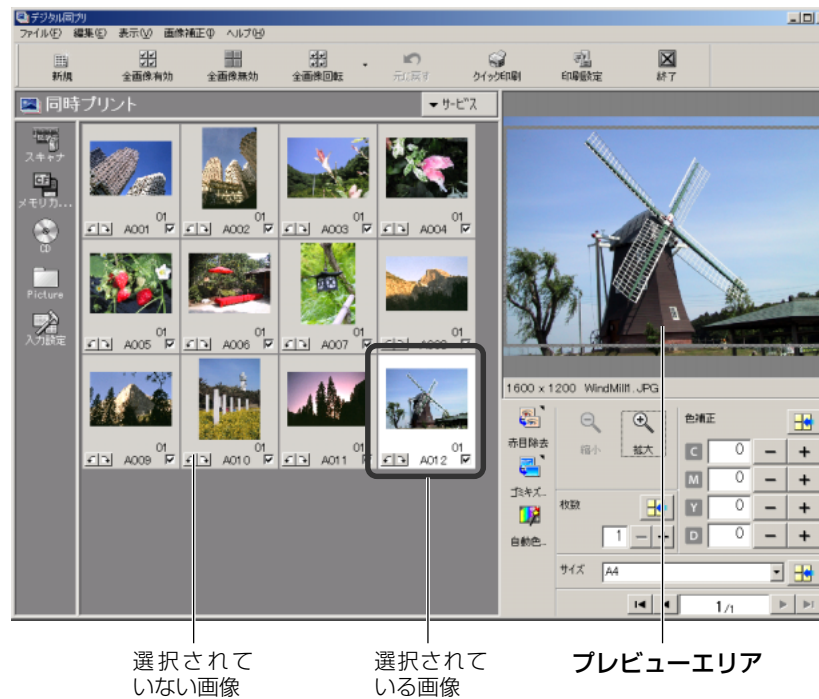 デジタル同プリ
ファイル(F) 編集(E) 表示(V) 画像補正(I) ヘルプ(H)
新規 全画像有効 全画像無効 全画像回転 元に戻す クイック印刷 印刷設定 終了
同時プリント サービス
スキャナ
メモリカ...
CD
Picture
入力設定
01 01 01 01
A001 A002 A003 A004
01 01 01 01
A005 A006 A007 A008
01 01 01 01
A009 A010 A011 A012
1600 x 1200 WindMill1.JPG
赤目除去
ゴミキズ..
自動色..
縮小 拡大
枚数
1 − +
色補正
C 0 − +
M 0 − +
Y 0 − +
D 0 − +
サイズ A4
1/1
選択されて
いない画像
選択されて
いる画像
プレビューエリア